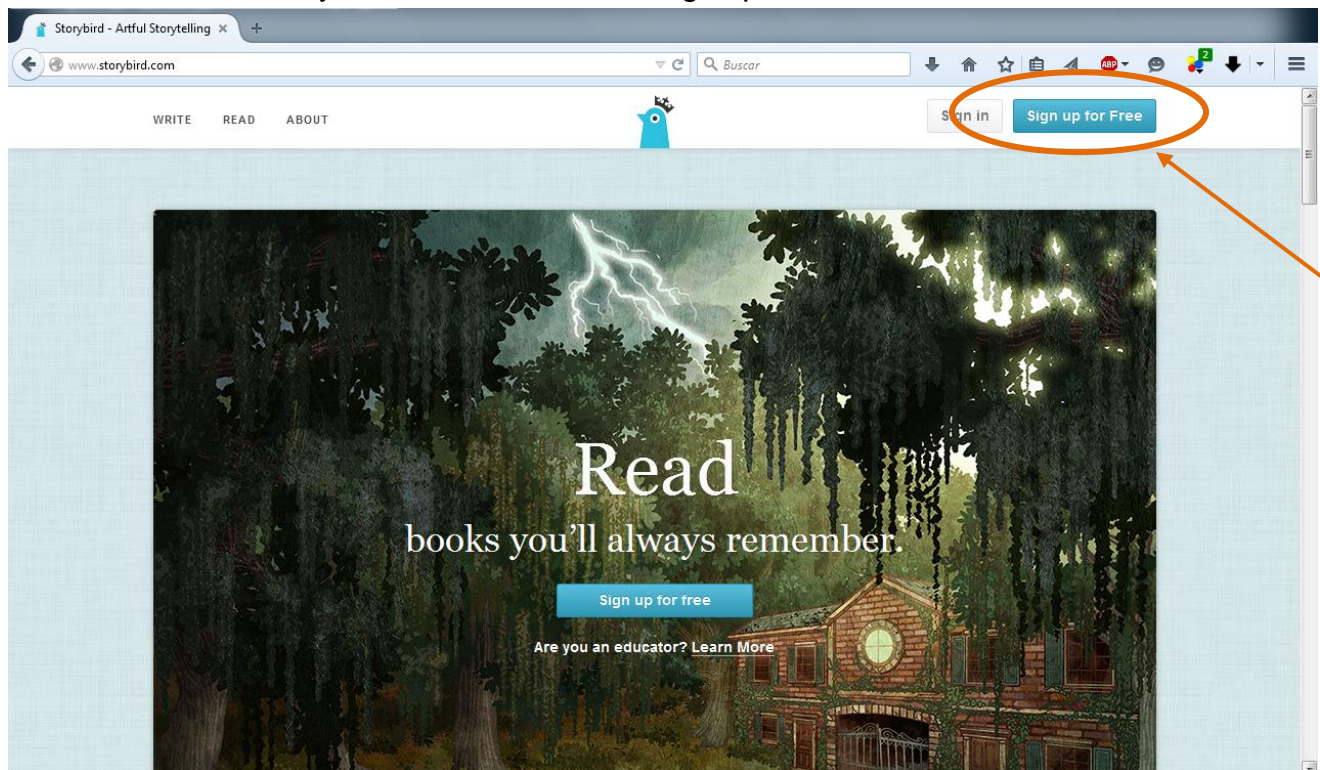 Storybird - Artful Storytelling
www.storybird.com
Buscar
ABP
2
WRITE READ ABOUT
Sign in
Sign up for Free
Read
books you'll always remember.
Sign up for free
Are you an educator? Learn More